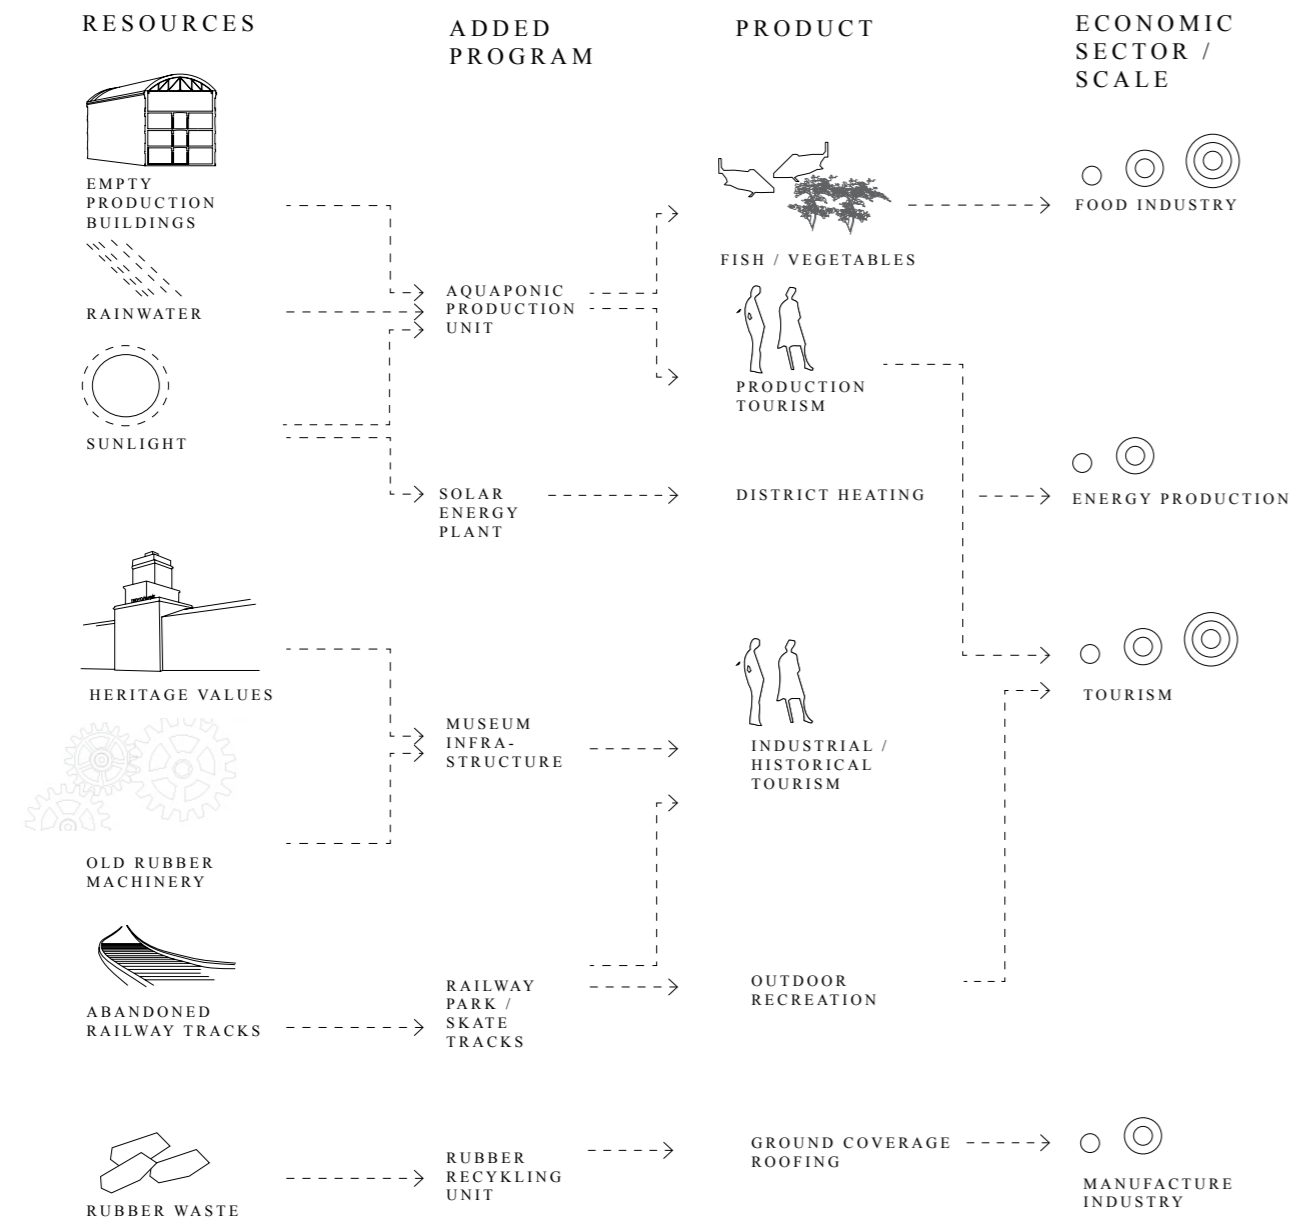 RESOURCES
ADDED
PROGRAM
PRODUCT
ECONOMIC
SECTOR /
SCALE
EMPTY
PRODUCTION
BUILDINGS
RAINWATER
SUNLIGHT
HERITAGE VALUES
OLD RUBBER
MACHINERY
ABANDONED
RAILWAY TRACKS
RUBBER WASTE
AQUAPONIC
PRODUCTION
UNIT
SOLAR
ENERGY
PLANT
MUSEUM
INFRA-
STRUCTURE
RAILWAY
PARK /
SKATE
TRACKS
RUBBER
RECYKLING
UNIT
FISH / VEGETABLES
PRODUCTION
TOURISM
DISTRICT HEATING
INDUSTRIAL /
HISTORICAL
TOURISM
OUTDOOR
RECREATION
GROUND COVERAGE
ROOFING
FOOD INDUSTRY
ENERGY PRODUCTION
TOURISM
MANUFACTURE
INDUSTRY